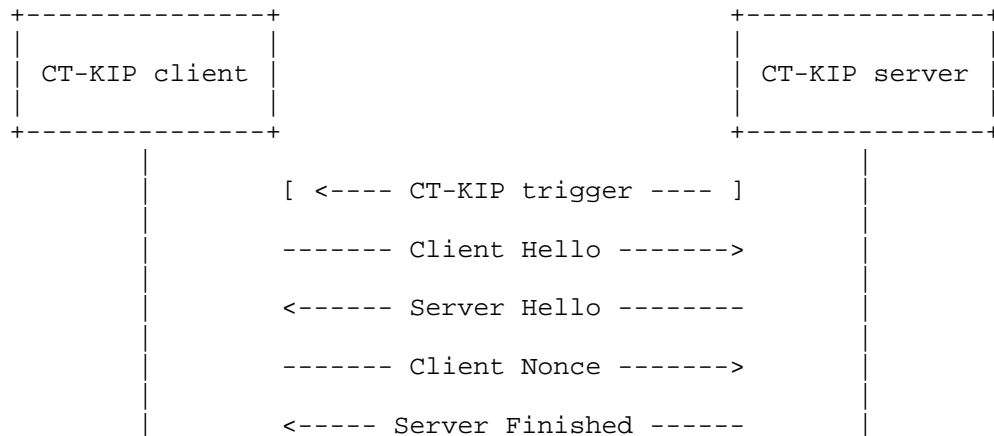 +---------------+ +---------------+
| | | |
| CT-KIP client | | CT-KIP server |
| | | |
+---------------+ +---------------+
| |
| [ <---- CT-KIP trigger ---- ] |
| |
| ------- Client Hello -------> |
| |
| <------ Server Hello -------- |
| |
| ------- Client Nonce -------> |
| |
| <----- Server Finished ------ |